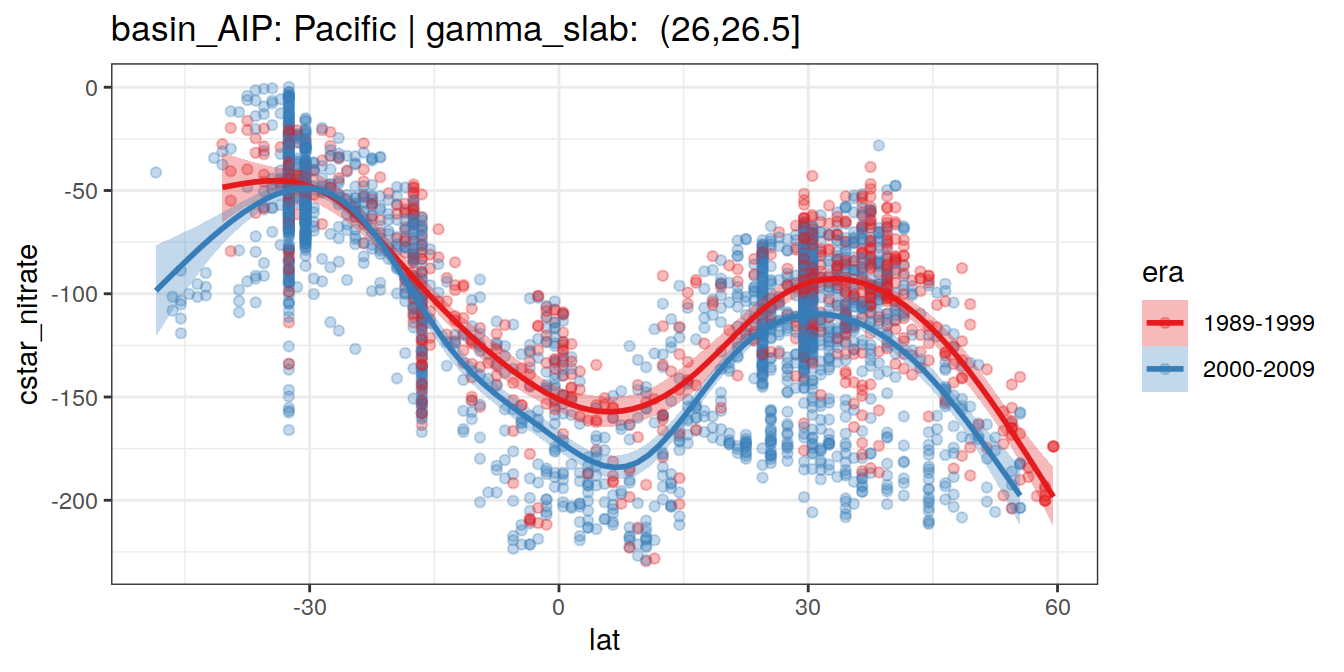 basin_AIP: Pacific | gamma_slab:  (26,26.5]
cstar_nitrate
0
-50
-100
-150
-200
-30
0
30
60
lat
era
1989-1999
2000-2009